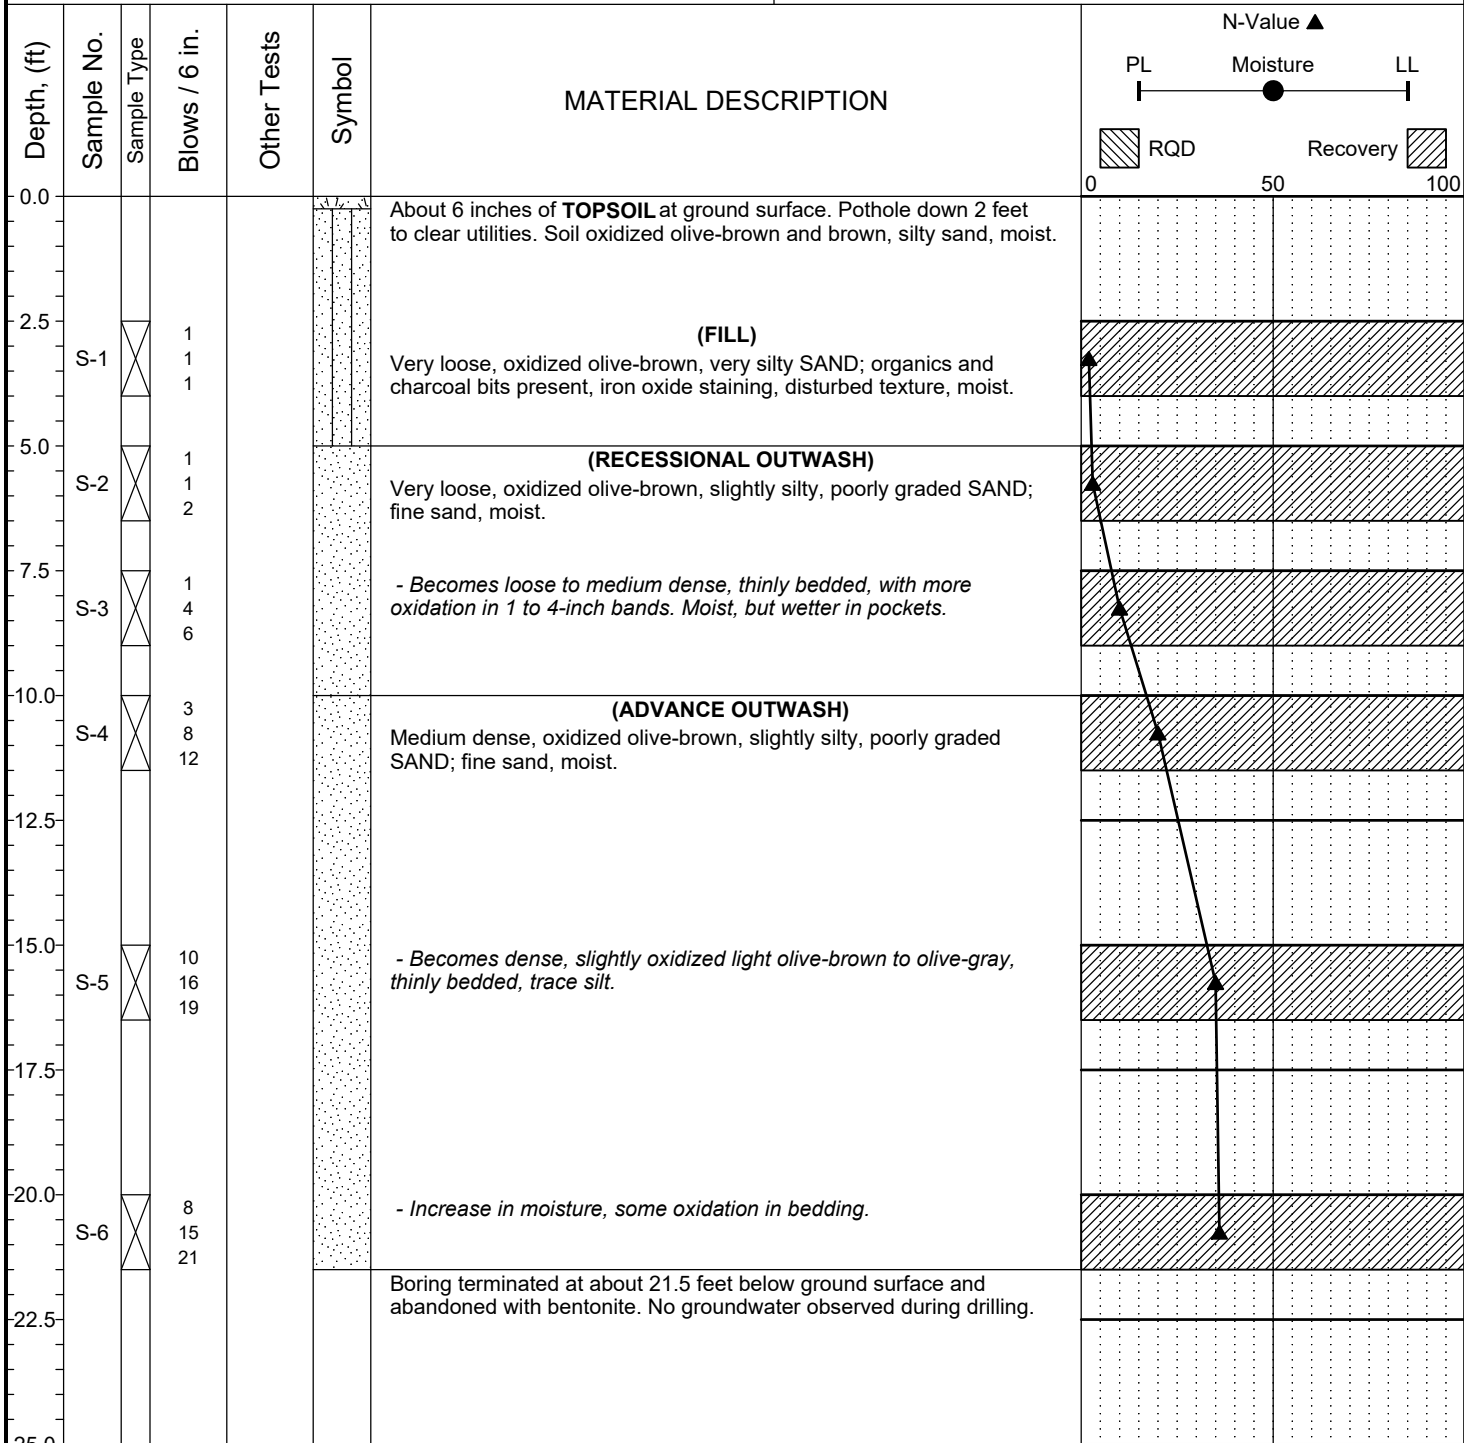 Depth, (ft)
Sample No.
Sample Type
Blows / 6 in.
Other Tests
Symbol
MATERIAL DESCRIPTION
N-Value
PL Moisture LL
RQD Recovery
0 50 100
0.0
About 6 inches of TOPSOIL at ground surface. Pothole down 2 feet
to clear utilities. Soil oxidized olive-brown and brown, silty sand, moist.
2.5
S-1
1
1
1
(FILL)
Very loose, oxidized olive-brown, very silty SAND; organics and
charcoal bits present, iron oxide staining, disturbed texture, moist.
5.0
S-2
1
1
2
(RECESSIONAL OUTWASH)
Very loose, oxidized olive-brown, slightly silty, poorly graded SAND;
fine sand, moist.
7.5
S-3
1
4
6
- Becomes loose to medium dense, thinly bedded, with more
oxidation in 1 to 4-inch bands. Moist, but wetter in pockets.
10.0
S-4
3
8
12
(ADVANCE OUTWASH)
Medium dense, oxidized olive-brown, slightly silty, poorly graded
SAND; fine sand, moist.
12.5
15.0
S-5
10
16
19
- Becomes dense, slightly oxidized light olive-brown to olive-gray,
thinly bedded, trace silt.
17.5
20.0
S-6
8
15
21
- Increase in moisture, some oxidation in bedding.
Boring terminated at about 21.5 feet below ground surface and
abandoned with bentonite. No groundwater observed during drilling.
22.5
25.0